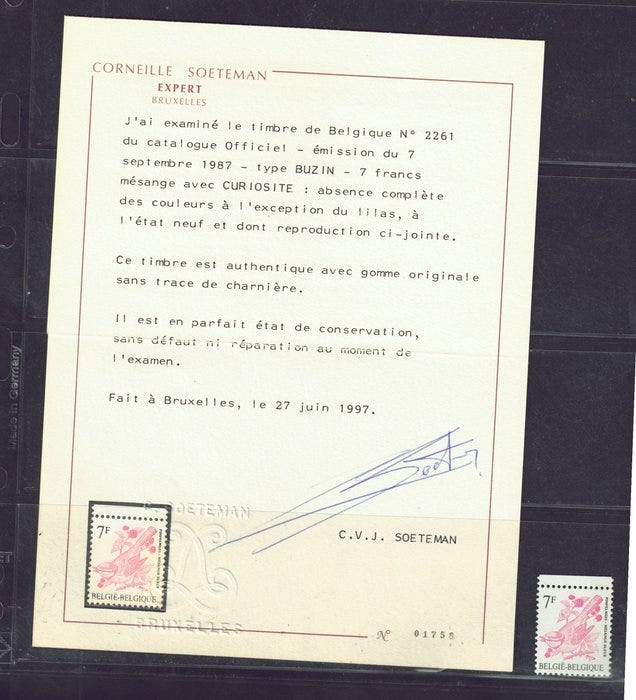 CORNEILLE SOETEMAN
EXPERT
BRUXELLES
J'ai examiné le timbre de Belgique N° 2261
du catalogue Officiel - émission du 7
septembre 1987 - type BUZIN - 7 francs
mésange avec CURIOSITE : absence complète
des couleurs à l'exception du lilas, à
l'état neuf et dont reproduction ci-jointe.
Ce timbre est authentique avec gomme originale
sans trace de charnière.
Il est en parfait état de conservation,
sans défaut ni réparation au moment de
l'examen.
Fait à Bruxelles, le 27 juin 1997.
C.V.J. SOETEMAN
C. SOETEMAN
BRUXELLES
N° 01758
7F
BELGIË-BELGIQUE
7F
BELGIË-BELGIQUE
Made in Germany